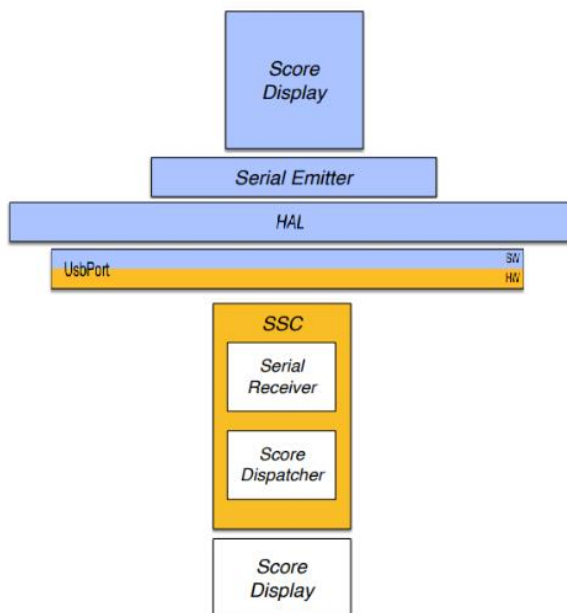 Score
Display
Serial Emitter
HAL
UsbPort
SW
HW
SSC
Serial
Receiver
Score
Dispatcher
Score
Display